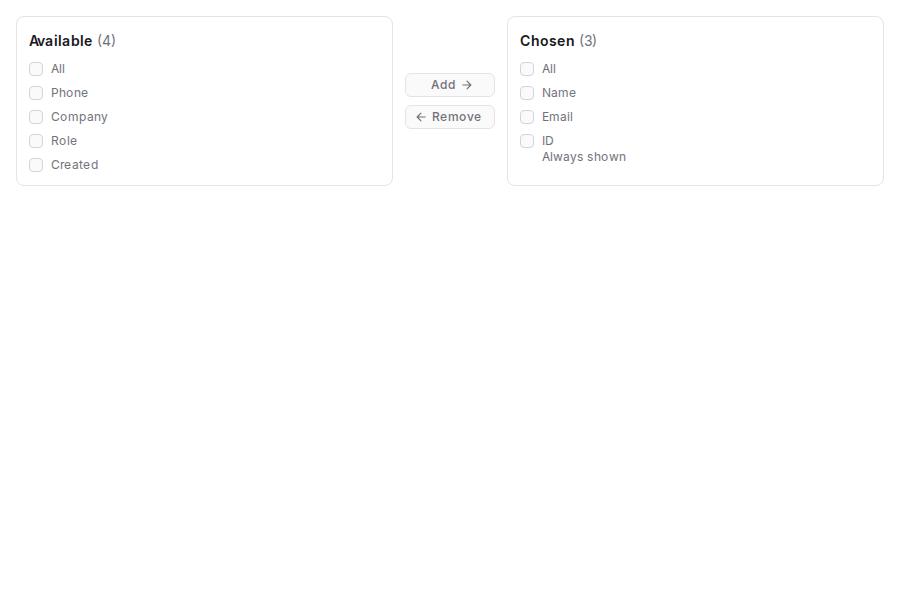 Available (4)
All
Phone
Company
Role
Created
Add →
← Remove
Chosen (3)
All
Name
Email
ID
Always shown